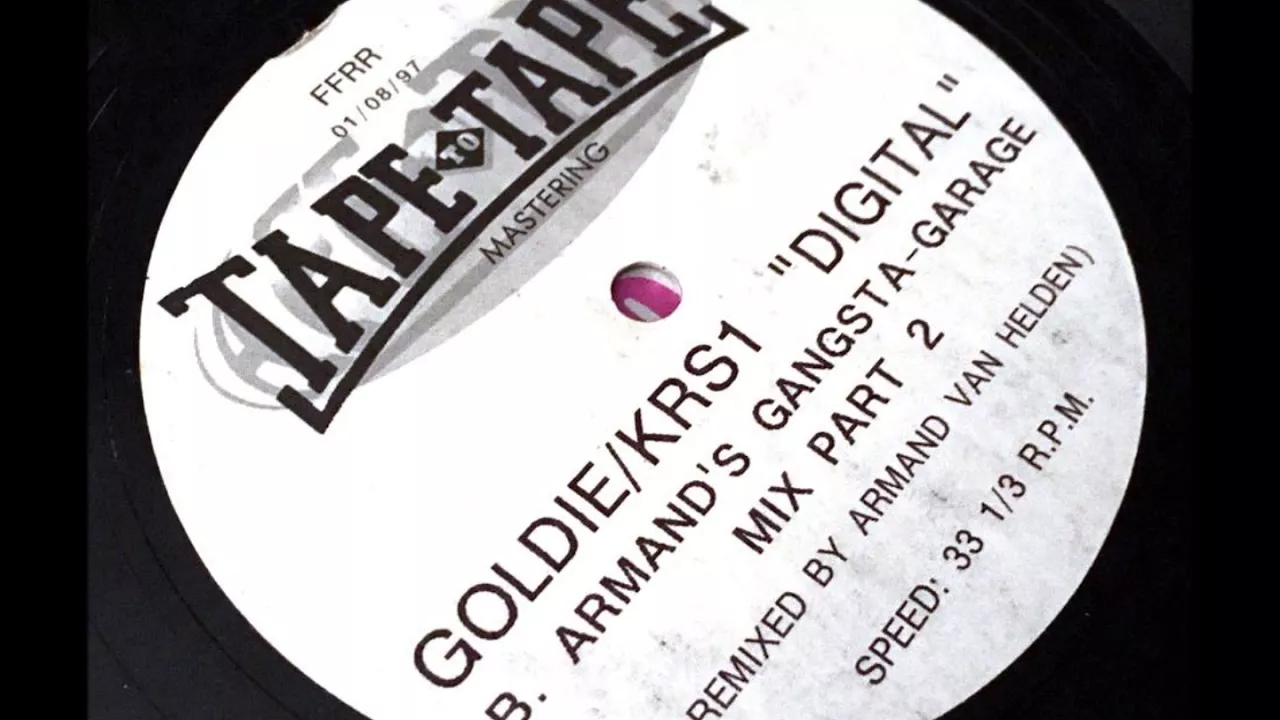 FFRR
01/08/97
TAPE TO TAPE
MASTERING
GOLDIE/KRS1 "DIGITAL"
B. ARMAND'S GANGSTA-GARAGE
MIX PART 2
REMIXED BY ARMAND VAN HELDEN)
SPEED: 33 1/3 R.P.M.